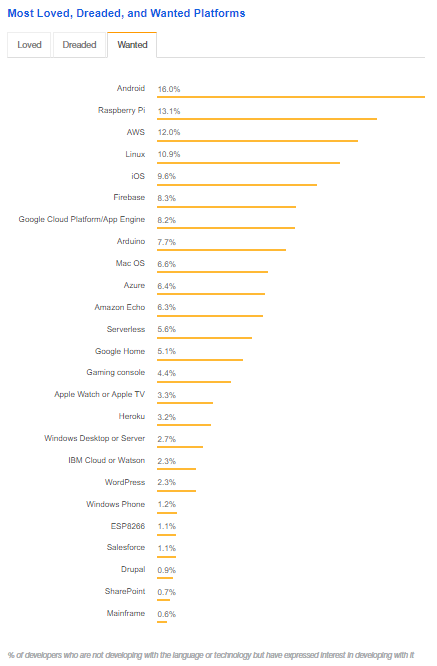 Most Loved, Dreaded, and Wanted Platforms
Loved Dreaded Wanted
Android 16.0%
Raspberry Pi 13.1%
AWS 12.0%
Linux 10.9%
iOS 9.6%
Firebase 8.3%
Google Cloud Platform/App Engine 8.2%
Arduino 7.7%
Mac OS 6.6%
Azure 6.4%
Amazon Echo 6.3%
Serverless 5.6%
Google Home 5.1%
Gaming console 4.4%
Apple Watch or Apple TV 3.3%
Heroku 3.2%
Windows Desktop or Server 2.7%
IBM Cloud or Watson 2.3%
WordPress 2.3%
Windows Phone 1.2%
ESP8266 1.1%
Salesforce 1.1%
Drupal 0.9%
SharePoint 0.7%
Mainframe 0.6%
% of developers who are not developing with the language or technology but have expressed interest in developing with it